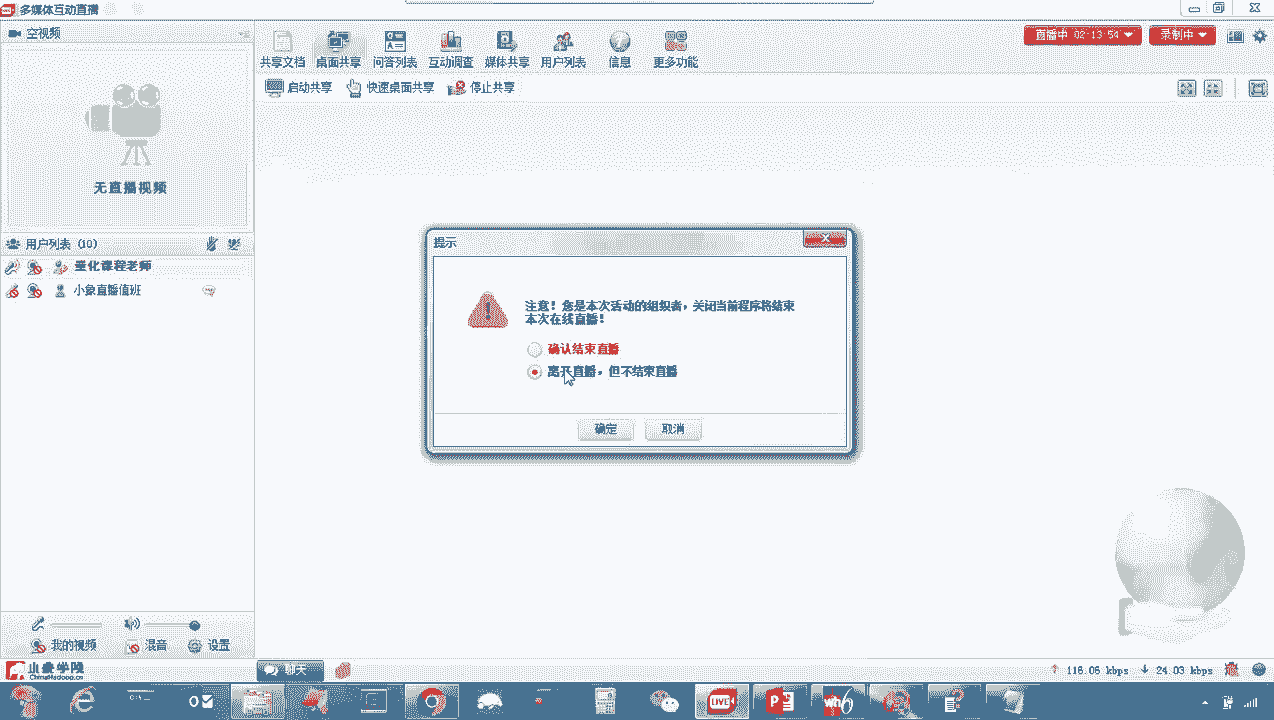 多媒体互动直播
空视频
共享文档 桌面共享 问答列表 互动调查 媒体共享 用户列表 信息 更多功能
直播中 02-13-54
录制中
启动共享 快速桌面共享 停止共享
无直播视频
用户列表 (10)
量化课程老师
小象直播值班
提示
注意！您是本次活动的组织者，关闭当前程序将结束
本次在线直播！
确认结束直播
离开直播，但不结束直播
确定 取消
我的视频 混音 设置
小象学院
ChinaHadoop.cn
聊天
116.06 kbps 24.03 kbps
LIVE
wh6